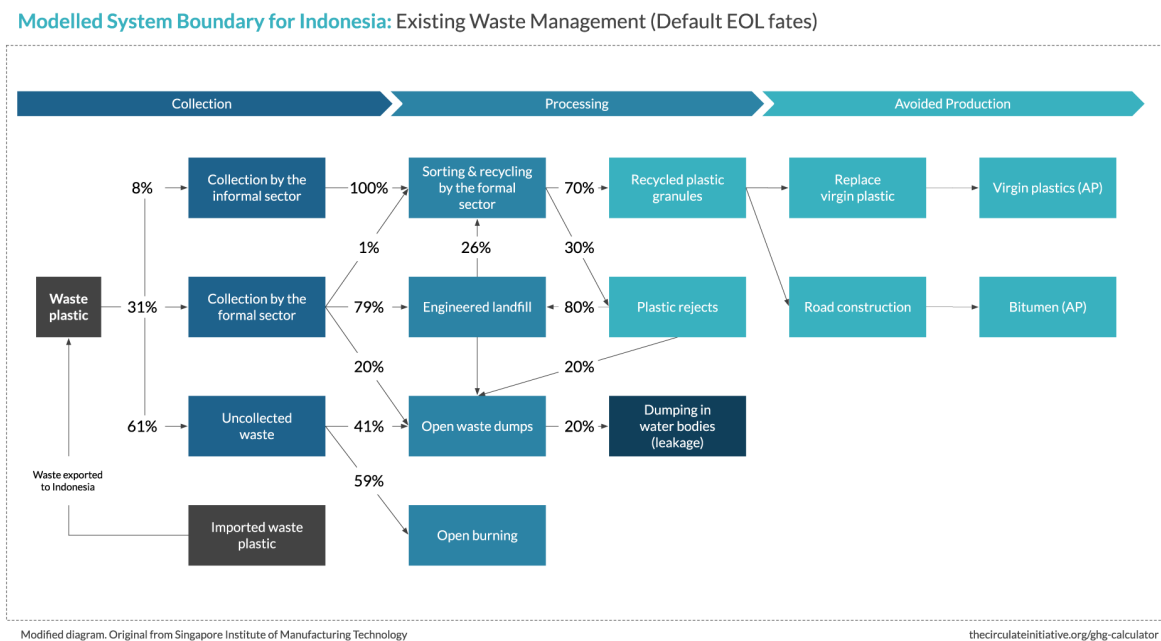 Modelled System Boundary for Indonesia: Existing Waste Management (Default EOL fates)
Collection
Processing
Avoided Production
8%
Collection by the
informal sector
100%
Sorting & recycling
by the formal
sector
70%
Recycled plastic
granules
Replace
virgin plastic
Virgin plastics (AP)
1%
26%
30%
Waste
plastic
31%
Collection by the
formal sector
79%
Engineered landfill
80%
Plastic rejects
Road construction
Bitumen (AP)
20%
20%
61%
Uncollected
waste
41%
Open waste dumps
20%
Dumping in
water bodies
(leakage)
59%
Waste exported
to Indonesia
Imported waste
plastic
Open burning
Modified diagram. Original from Singapore Institute of Manufacturing Technology
thecirculateinitiative.org/ghg-calculator